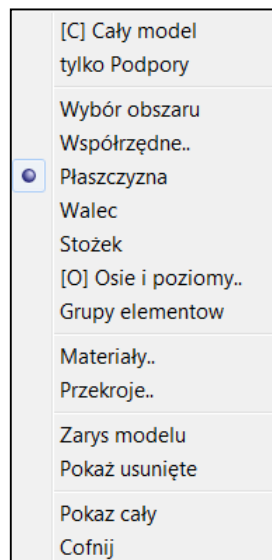 [C] Cały model
tylko Podpory
Wybór obszaru
Współrzędne..
Płaszczyzna
Walec
Stożek
[O] Osie i poziomy..
Grupy elementow
Materiały..
Przekroje..
Zarys modelu
Pokaż usunięte
Pokaz cały
Cofnij